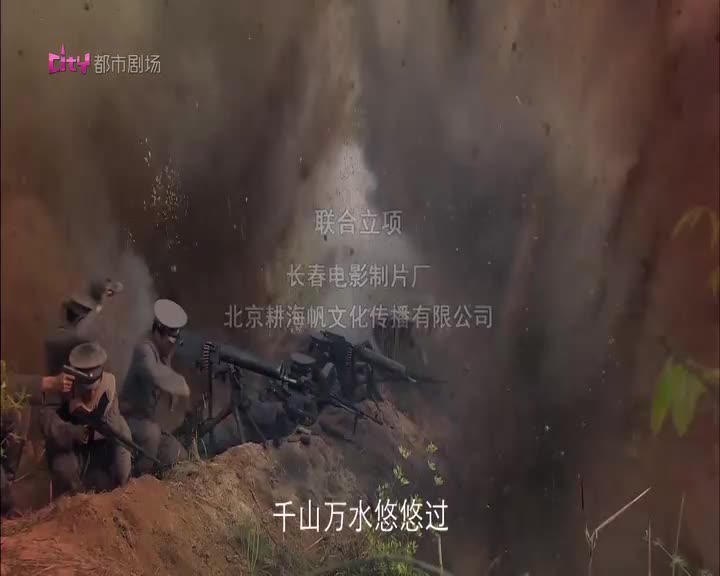 City都市剧场
联合立项
长春电影制片厂
北京耕海帆文化传播有限公司
千山万水悠悠过